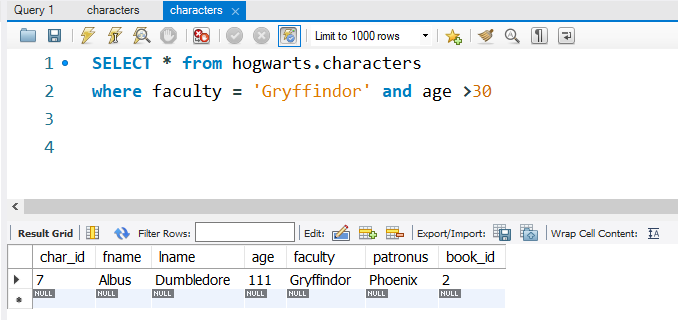 Query 1 characters characters
Limit to 1000 rows
1 SELECT * from hogwarts.characters
2 where faculty = 'Gryffindor' and age >30
3
4
Result Grid Filter Rows: Edit: Export/Import: Wrap Cell Content:
char_id fname lname age faculty patronus book_id
7 Albus Dumbledore 111 Gryffindor Phoenix 2
NULL NULL NULL NULL NULL NULL NULL